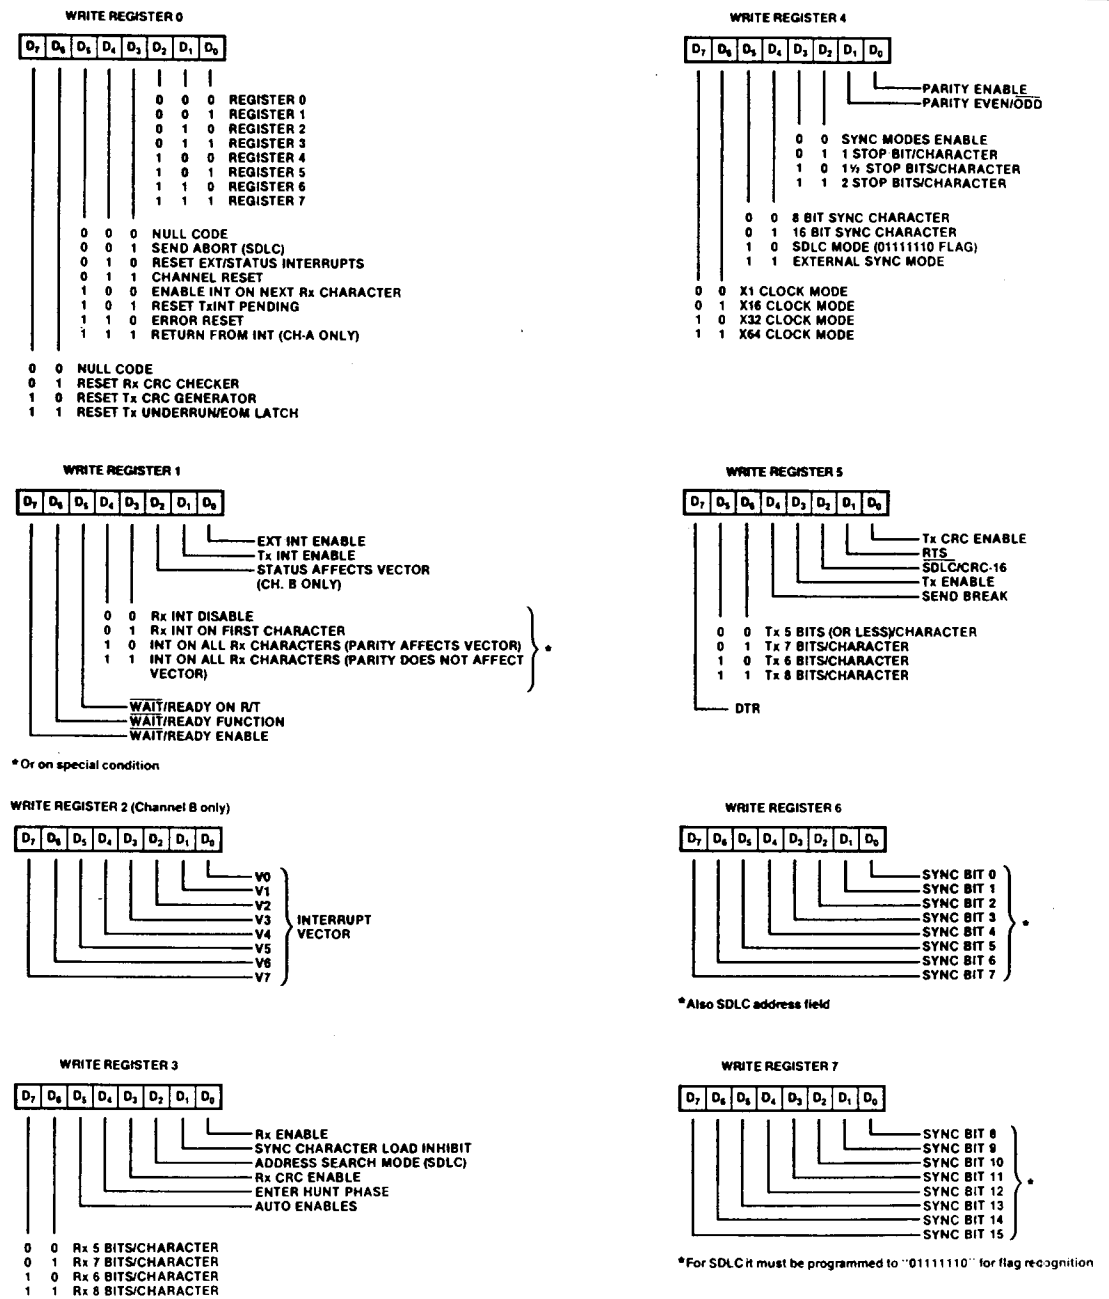 WRITE REGISTER 0
D7 D6 D5 D4 D3 D2 D1 D0
0 0 0 REGISTER 0
0 0 1 REGISTER 1
0 1 0 REGISTER 2
0 1 1 REGISTER 3
1 0 0 REGISTER 4
1 0 1 REGISTER 5
1 1 0 REGISTER 6
1 1 1 REGISTER 7
0 0 0 NULL CODE
0 0 1 SEND ABORT (SDLC)
0 1 0 RESET EXT/STATUS INTERRUPTS
0 1 1 CHANNEL RESET
1 0 0 ENABLE INT ON NEXT Rx CHARACTER
1 0 1 RESET TxINT PENDING
1 1 0 ERROR RESET
1 1 1 RETURN FROM INT (CH-A ONLY)
0 0 NULL CODE
0 1 RESET Rx CRC CHECKER
1 0 RESET Tx CRC GENERATOR
1 1 RESET Tx UNDERRUN/EOM LATCH
WRITE REGISTER 1
D7 D6 D5 D4 D3 D2 D1 D0
EXT INT ENABLE
Tx INT ENABLE
STATUS AFFECTS VECTOR
(CH. B ONLY)
0 0 Rx INT DISABLE
0 1 Rx INT ON FIRST CHARACTER
1 0 INT ON ALL Rx CHARACTERS (PARITY AFFECTS VECTOR)
1 1 INT ON ALL Rx CHARACTERS (PARITY DOES NOT AFFECT
VECTOR)
*
WAIT/READY ON R/T
WAIT/READY FUNCTION
WAIT/READY ENABLE
*Or on special condition
WRITE REGISTER 2 (Channel B only)
D7 D6 D5 D4 D3 D2 D1 D0
V0
V1
V2
V3
V4
V5
V6
V7
INTERRUPT
VECTOR
WRITE REGISTER 3
D7 D6 D5 D4 D3 D2 D1 D0
Rx ENABLE
SYNC CHARACTER LOAD INHIBIT
ADDRESS SEARCH MODE (SDLC)
Rx CRC ENABLE
ENTER HUNT PHASE
AUTO ENABLES
0 0 Rx 5 BITS/CHARACTER
0 1 Rx 7 BITS/CHARACTER
1 0 Rx 6 BITS/CHARACTER
1 1 Rx 8 BITS/CHARACTER
WRITE REGISTER 4
D7 D6 D5 D4 D3 D2 D1 D0
PARITY ENABLE
PARITY EVEN/ODD
0 0 SYNC MODES ENABLE
0 1 1 STOP BIT/CHARACTER
1 0 1½ STOP BITS/CHARACTER
1 1 2 STOP BITS/CHARACTER
0 0 8 BIT SYNC CHARACTER
0 1 16 BIT SYNC CHARACTER
1 0 SDLC MODE (01111110 FLAG)
1 1 EXTERNAL SYNC MODE
0 0 X1 CLOCK MODE
0 1 X16 CLOCK MODE
1 0 X32 CLOCK MODE
1 1 X64 CLOCK MODE
WRITE REGISTER 5
D7 D5 D6 D4 D3 D2 D1 D0
Tx CRC ENABLE
RTS
SDLC/CRC-16
Tx ENABLE
SEND BREAK
0 0 Tx 5 BITS (OR LESS)/CHARACTER
0 1 Tx 7 BITS/CHARACTER
1 0 Tx 6 BITS/CHARACTER
1 1 Tx 8 BITS/CHARACTER
DTR
WRITE REGISTER 6
D7 D6 D5 D4 D3 D2 D1 D0
SYNC BIT 0
SYNC BIT 1
SYNC BIT 2
SYNC BIT 3
SYNC BIT 4
SYNC BIT 5
SYNC BIT 6
SYNC BIT 7
*
*Also SDLC address field
WRITE REGISTER 7
D7 D6 D5 D4 D3 D2 D1 D0
SYNC BIT 8
SYNC BIT 9
SYNC BIT 10
SYNC BIT 11
SYNC BIT 12
SYNC BIT 13
SYNC BIT 14
SYNC BIT 15
*
*For SDLC it must be programmed to "01111110" for flag recognition